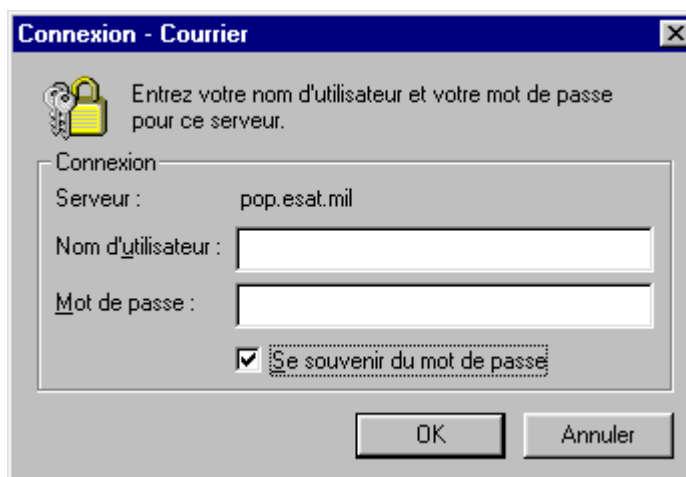 Connexion - Courrier
Entrez votre nom d'utilisateur et votre mot de passe
pour ce serveur.
Connexion
Serveur : pop.esat.mil
Nom d'utilisateur :
Mot de passe :
Se souvenir du mot de passe
OK Annuler